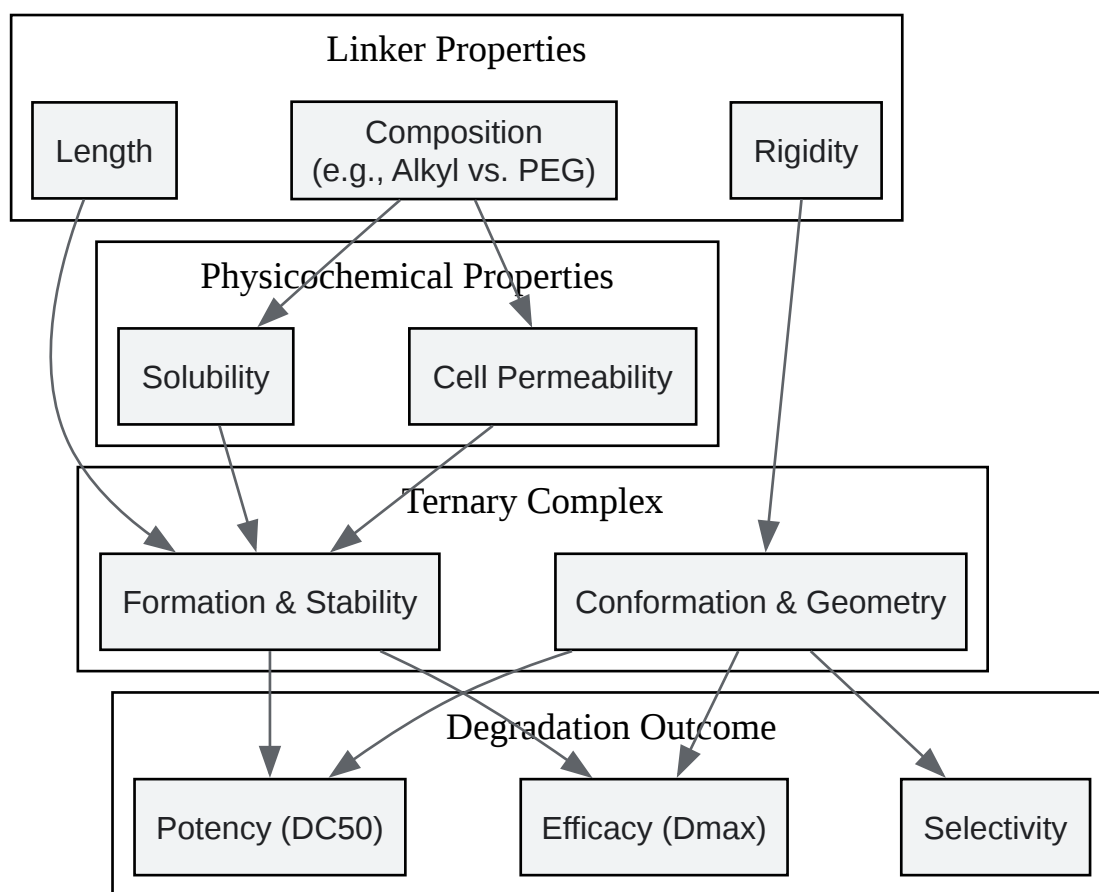 Linker Properties
Length
Composition
(e.g., Alkyl vs. PEG)
Rigidity
Physicochemical Properties
Solubility
Cell Permeability
Ternary Complex
Formation & Stability
Conformation & Geometry
Degradation Outcome
Potency (DC50)
Efficacy (Dmax)
Selectivity